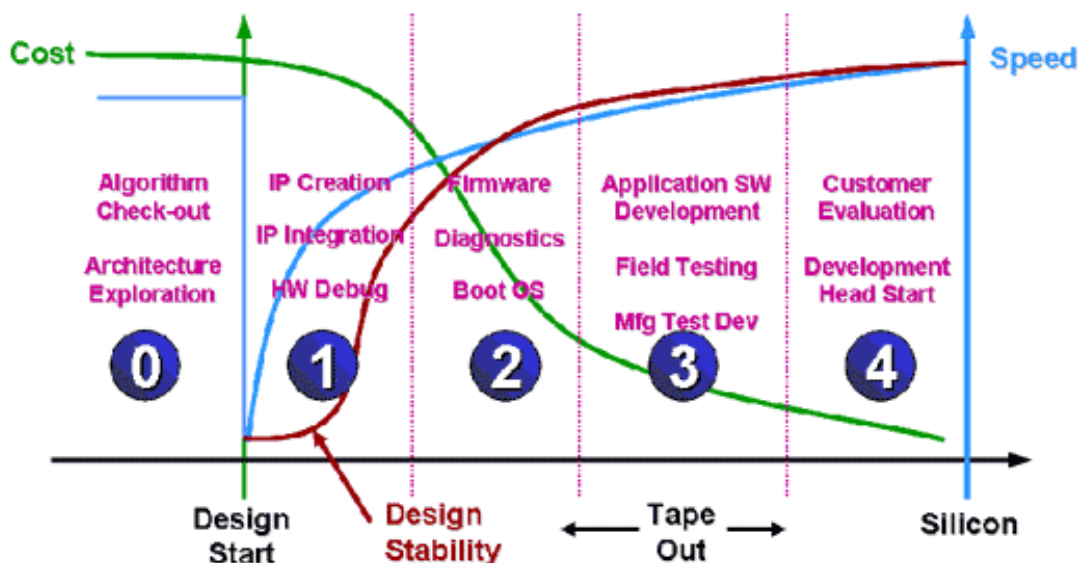 Cost
Speed
Algorithm
Check-out
Architecture
Exploration
0
IP Creation
IP Integration
HW Debug
1
Firmware
Diagnostics
Boot OS
2
Application SW
Development
Field Testing
Mfg Test Dev
3
Customer
Evaluation
Development
Head Start
4
Design
Start
Design
Stability
Tape
Out
Silicon